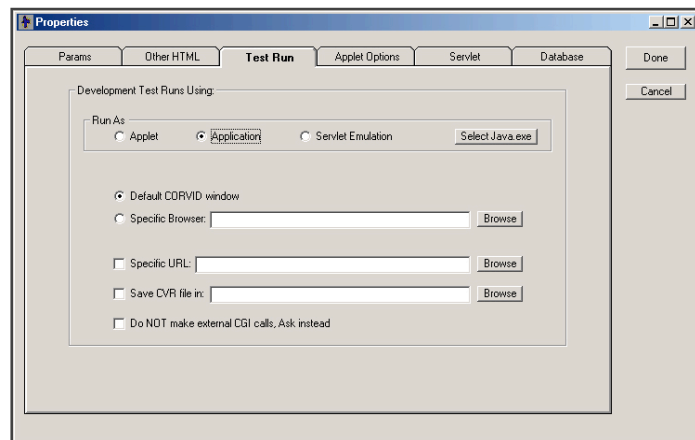 Properties
Params Other HTML Test Run Applet Options Servlet Database Done
Cancel
Development Test Runs Using:
Run As
Applet Application Servlet Emulation Select Java.exe
Default CORVID window
Specific Browser: Browse
Specific URL: Browse
Save CVR file in: Browse
Do NOT make external CGI calls, Ask instead